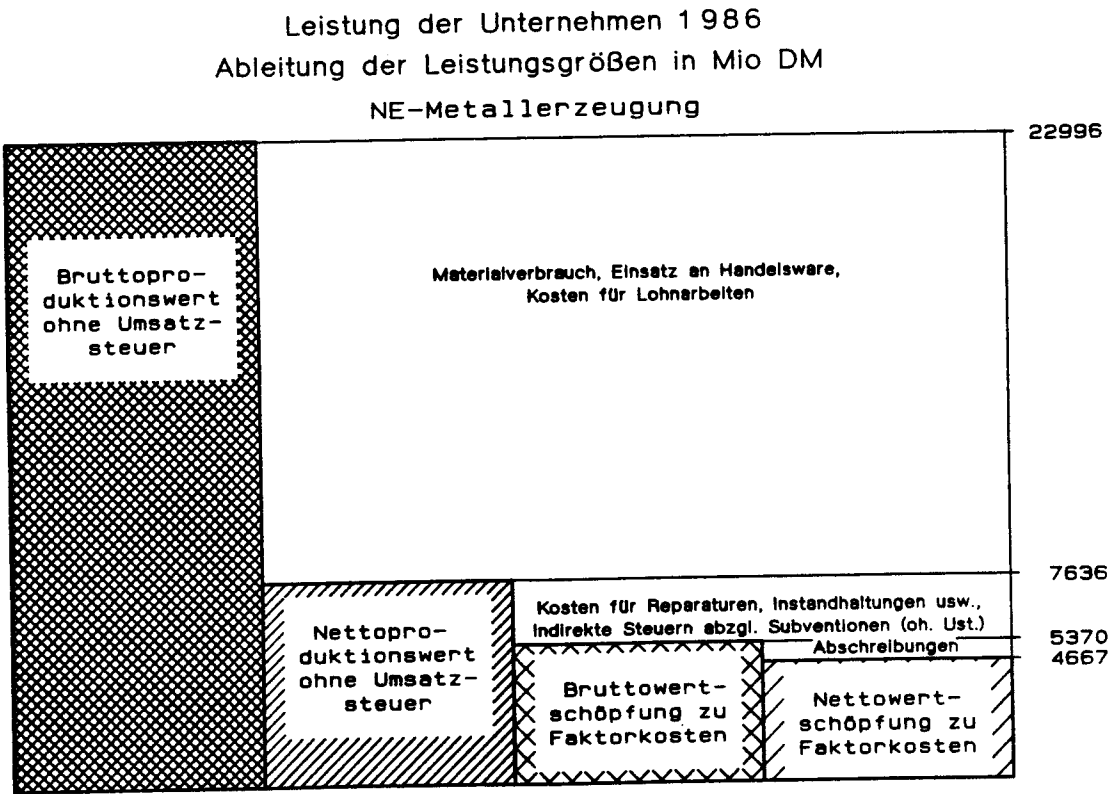 Leistung der Unternehmen 1986
Ableitung der Leistungsgrößen in Mio DM
NE-Metallerzeugung
22996
Bruttopro-
duktionswert
ohne Umsatz-
steuer
Materialverbrauch, Einsatz an Handelsware,
Kosten für Lohnarbeiten
7636
Kosten für Reparaturen, Instandhaltungen usw.,
indirekte Steuern abzgl. Subventionen (oh. Ust.)
5370
Abschreibungen
4667
Nettopro-
duktionswert
ohne Umsatz-
steuer
Bruttowert-
schöpfung zu
Faktorkosten
Nettowert-
schöpfung zu
Faktorkosten